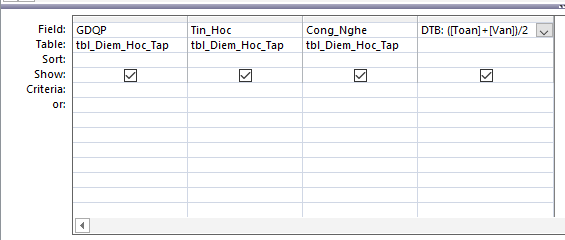 Field: GDQP Tin_Hoc Cong_Nghe DTB: ([Toan]+[Van])/2
Table: tbl_Diem_Hoc_Tap tbl_Diem_Hoc_Tap tbl_Diem_Hoc_Tap
Sort:
Show:
Criteria:
or: